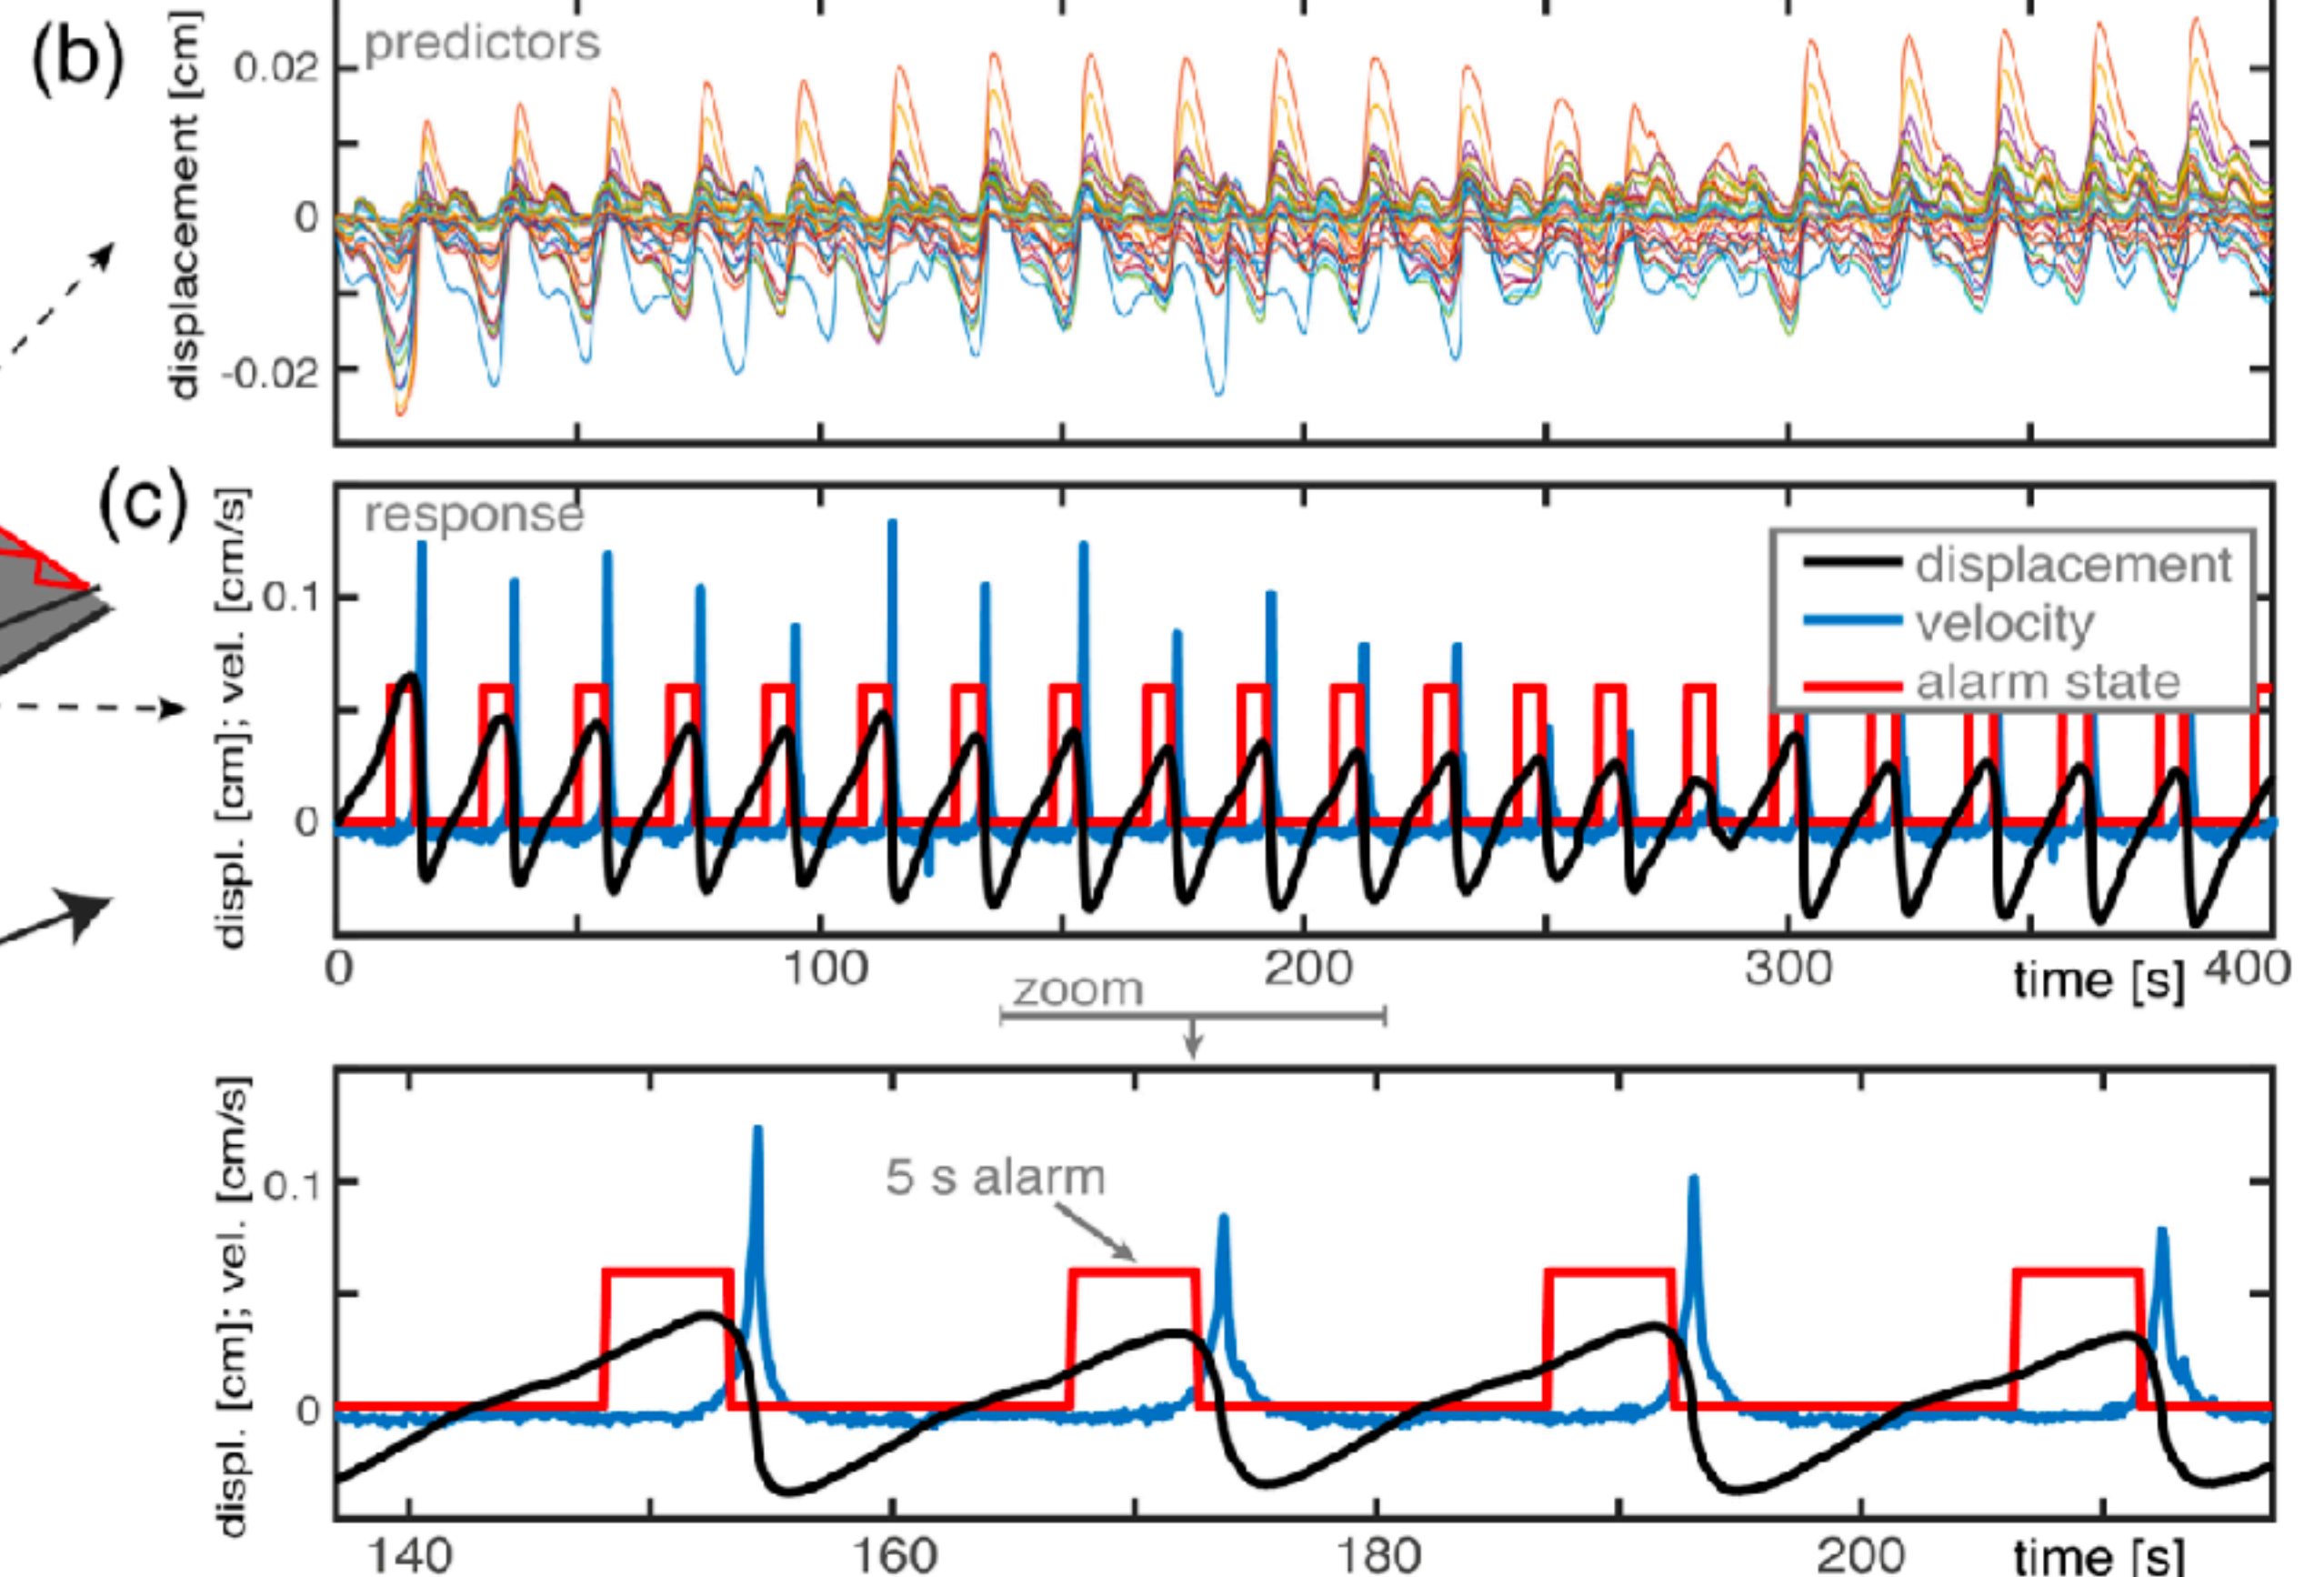 (b)
predictors
displacement [cm]
0.02
0
-0.02
(c)
response
displ. [cm]; vel. [cm/s]
0.1
0
displacement
velocity
alarm state
0
100
200
300
time [s]
400
zoom
displ. [cm]; vel. [cm/s]
0.1
0
5 s alarm
140
160
180
200
time [s]